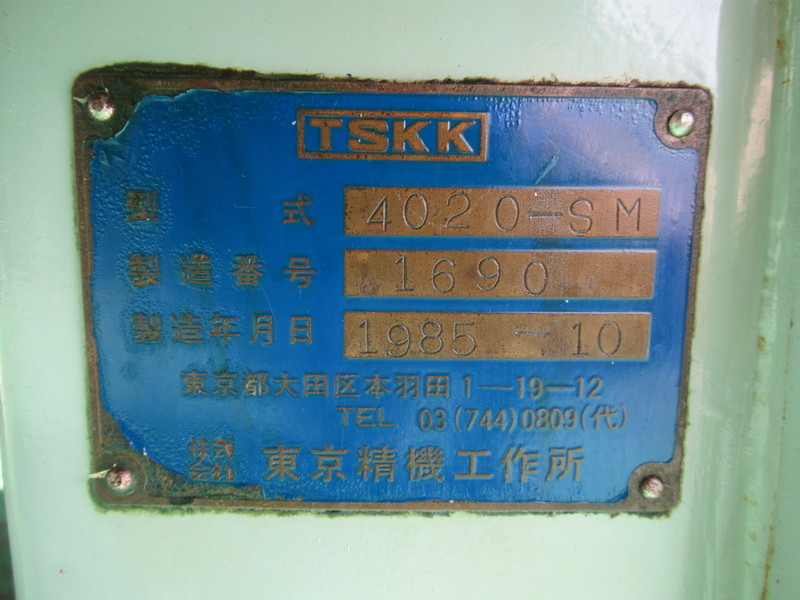 TSKK
型式 4020-SM
製造番号 1690
製造年月日 1985-10
東京都大田区本羽田1-19-12
TEL 03(744)0809(代)
株式会社 東京精機工作所